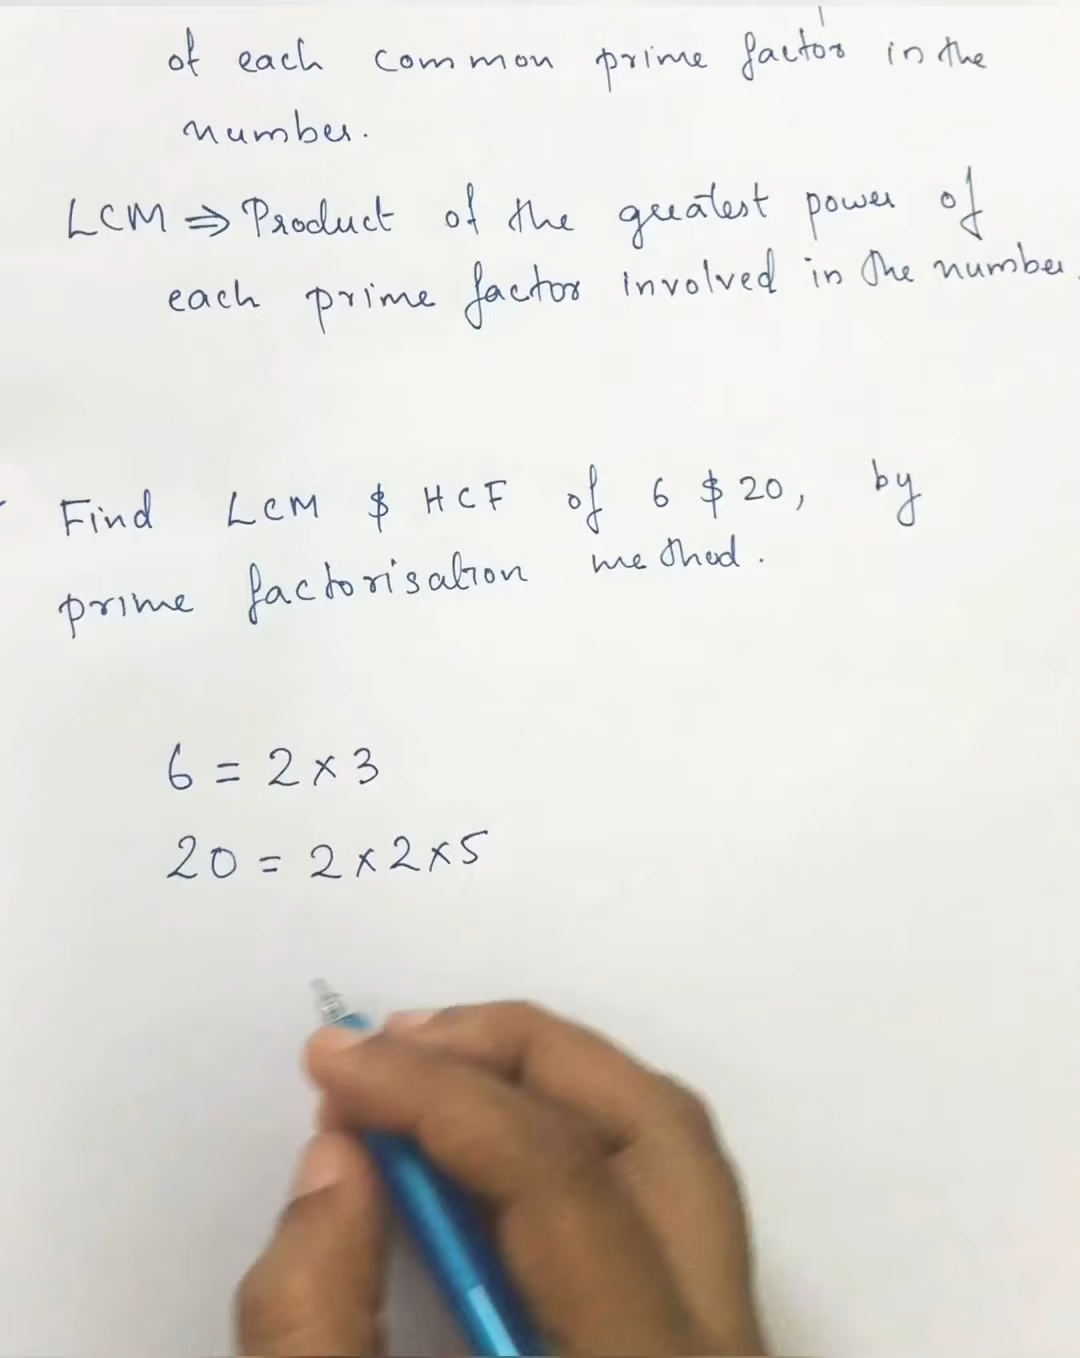 of each common prime factor in the
number.
LCM ⇒ Product of the greatest power of
each prime factor involved in the number.
Find LCM $ HCF of 6 $ 20, by
prime factorisation method.
6 = 2 × 3
20 = 2 × 2 × 5